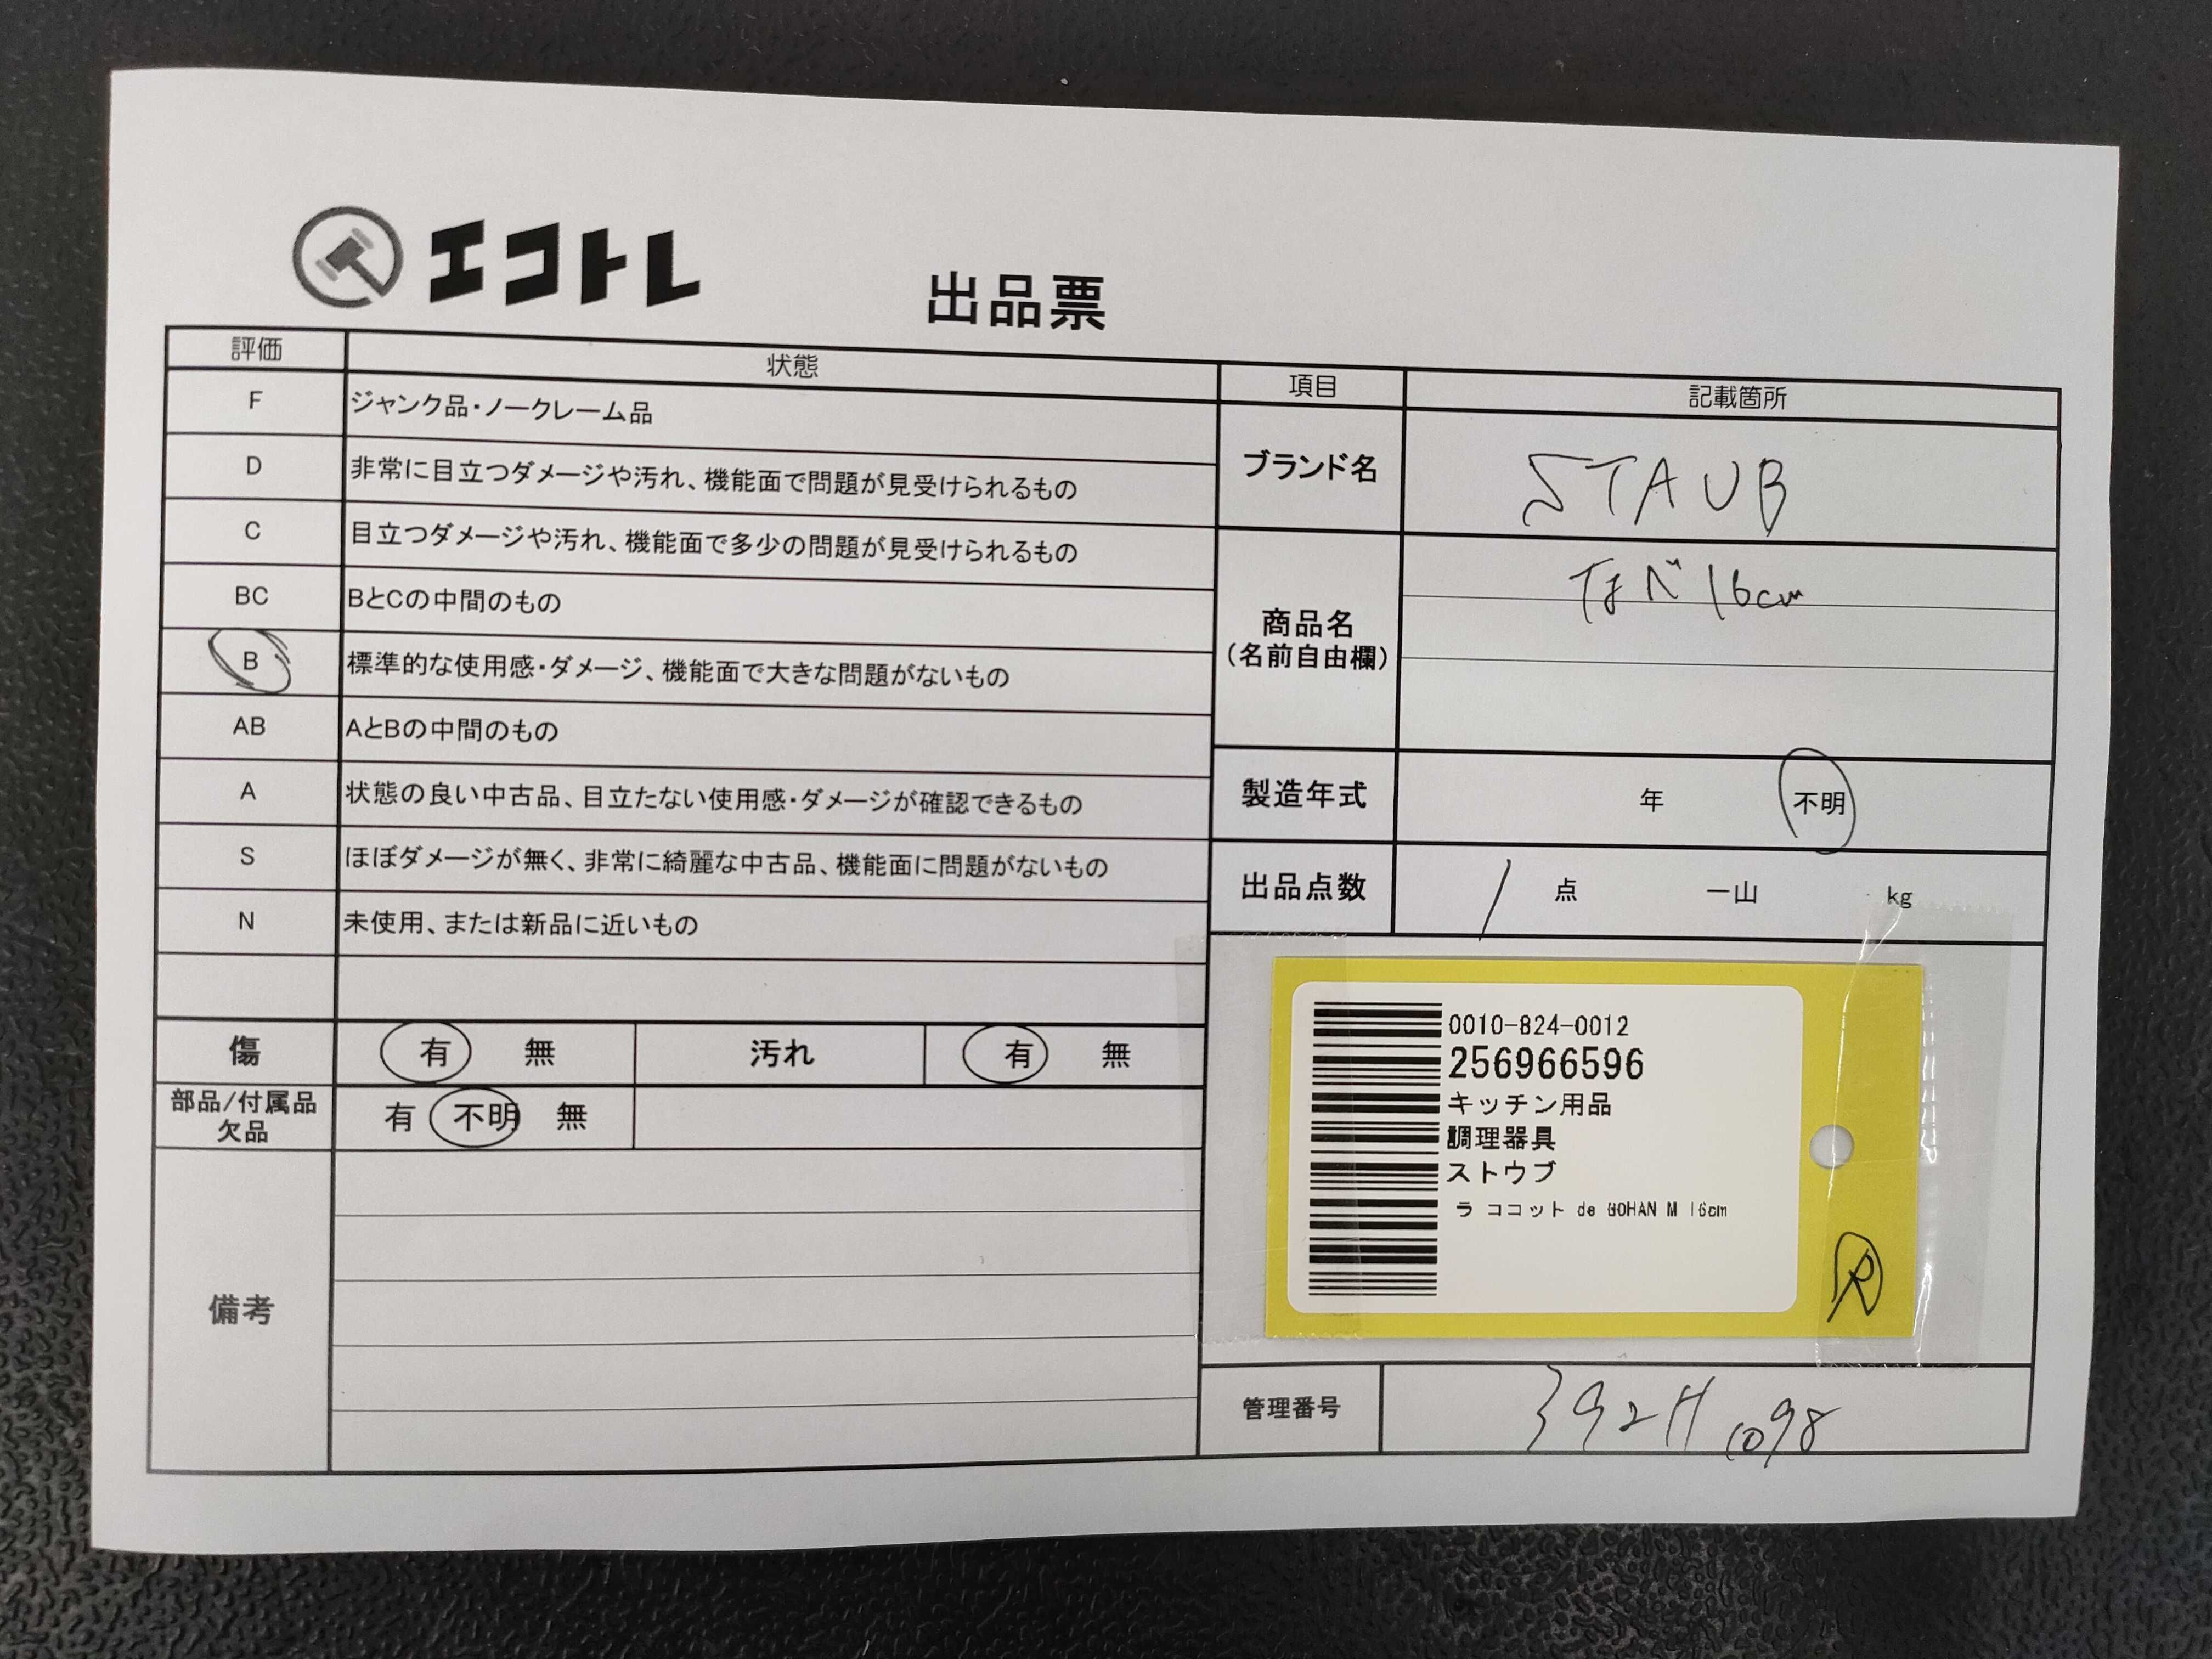 エコトレ
出品票
評価 状態
F ジャンク品・ノークレーム品
D 非常に目立つダメージや汚れ、機能面で問題が見受けられるもの
C 目立つダメージや汚れ、機能面で多少の問題が見受けられるもの
BC BとCの中間のもの
B 標準的な使用感・ダメージ、機能面で大きな問題がないもの
AB AとBの中間のもの
A 状態の良い中古品、目立たない使用感・ダメージが確認できるもの
S ほぼダメージが無く、非常に綺麗な中古品、機能面に問題がないもの
N 未使用、または新品に近いもの
傷 有 無 汚れ 有 無
部品/付属品
欠品
有 不明 無
備考
項目 記載箇所
ブランド名 STAUB
商品名
(名前自由欄)
なべ 16cm
製造年式 年 不明
出品点数 1 点 一山 kg
0010-824-0012
256966596
キッチン用品
調理器具
ストウブ
ラ ココット de GOHAN M 16cm
R
管理番号 392H 1098